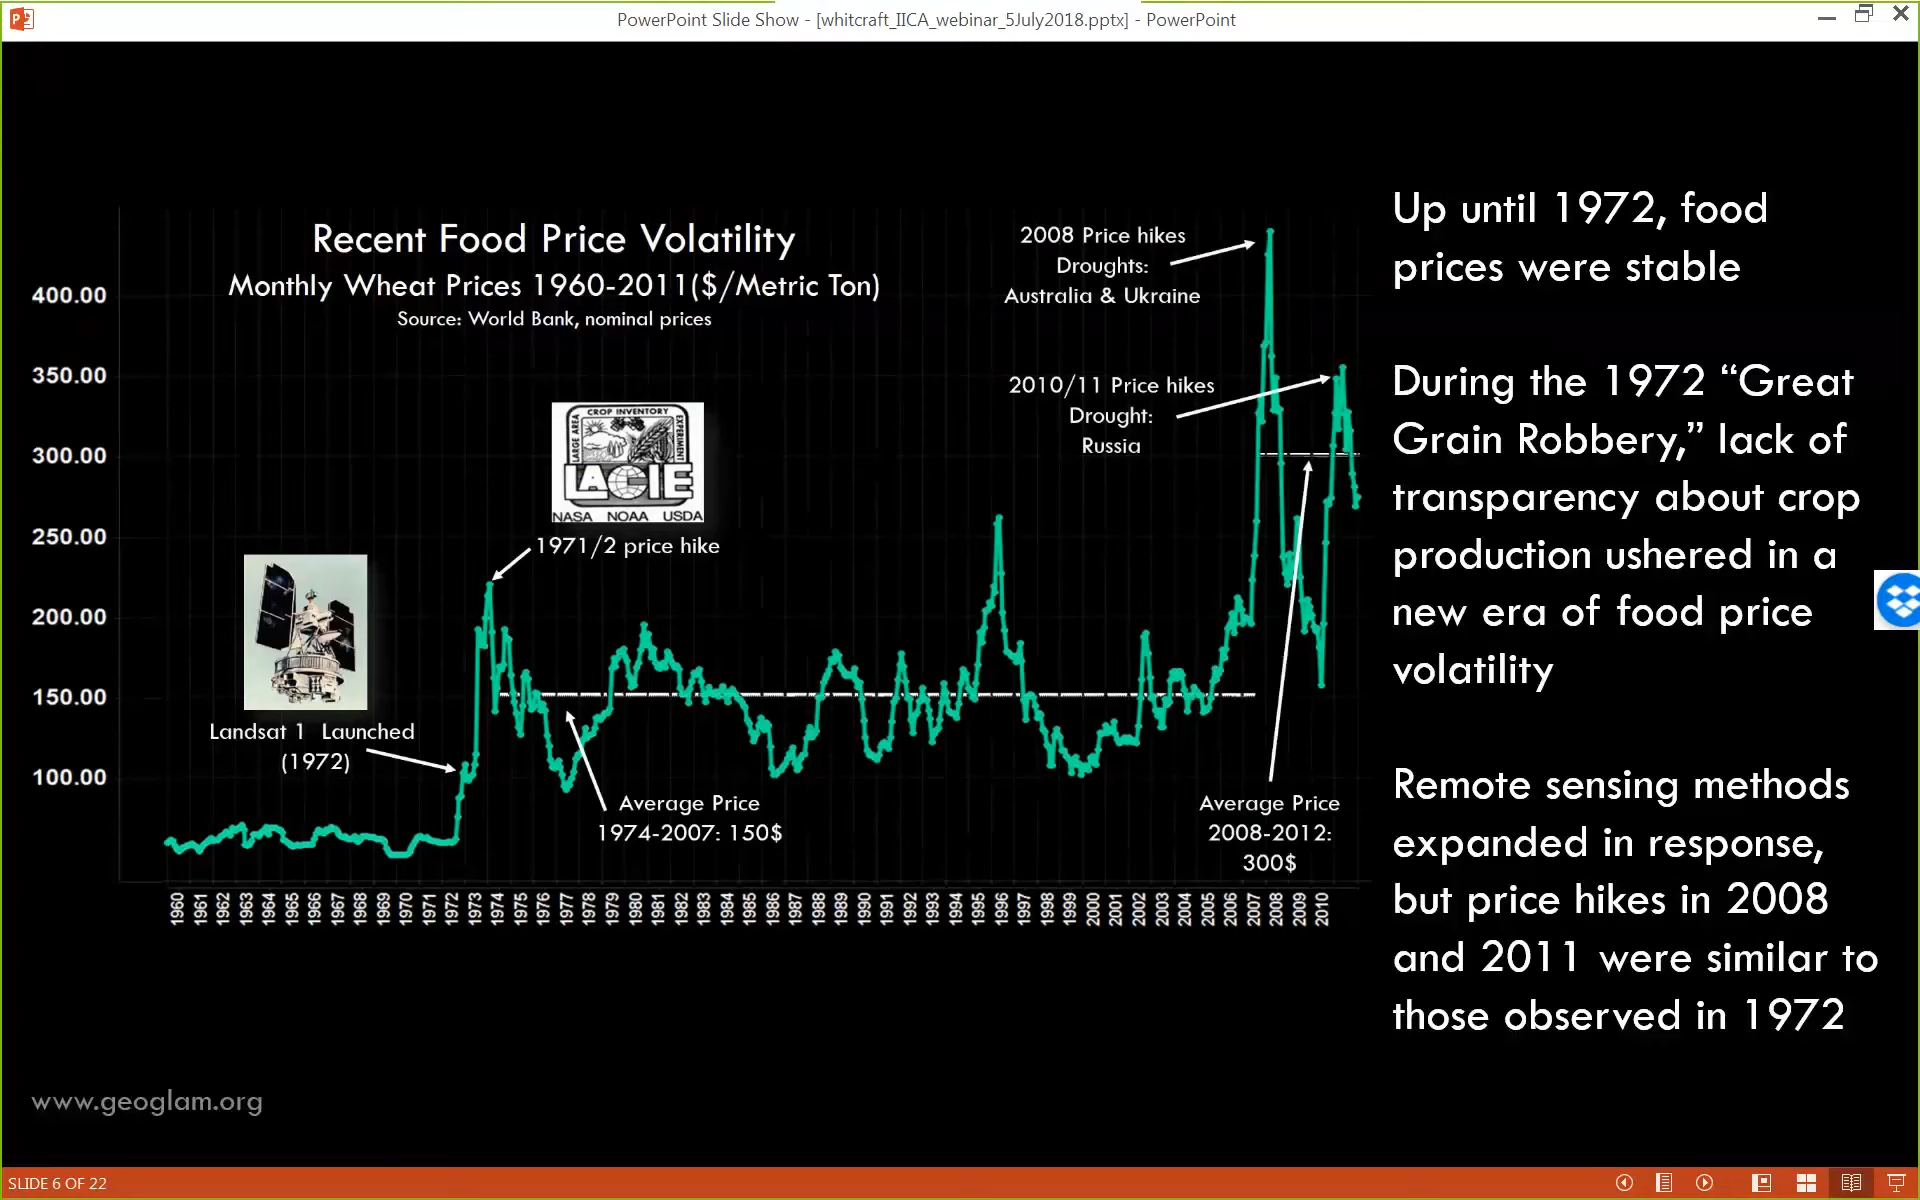 PowerPoint Slide Show - [whitcraft_IICA_webinar_5July2018.pptx] - PowerPoint
Recent Food Price Volatility
Monthly Wheat Prices 1960-2011($/Metric Ton)
Source: World Bank, nominal prices
400.00
350.00
300.00
250.00
200.00
150.00
100.00
2008 Price hikes
Droughts:
Australia & Ukraine
2010/11 Price hikes
Drought:
Russia
LARGE AREA
CROP INVENTORY
EXPERIMENT
LACIE
NASA NOAA USDA
1971/2 price hike
Landsat 1 Launched
(1972)
Average Price
1974-2007: 150$
Average Price
2008-2012:
300$
1960 1961 1962 1963 1964 1965 1966 1967 1968 1969 1970 1971 1972 1973 1974 1975 1976 1977 1978 1979 1980 1981 1982 1983 1984 1985 1986 1987 1988 1989 1990 1991 1992 1993 1994 1995 1996 1997 1998 1999 2000 2001 2002 2003 2004 2005 2006 2007 2008 2009 2010
Up until 1972, food
prices were stable
During the 1972 “Great
Grain Robbery,” lack of
transparency about crop
production ushered in a
new era of food price
volatility
Remote sensing methods
expanded in response,
but price hikes in 2008
and 2011 were similar to
those observed in 1972
www.geoglam.org
SLIDE 6 OF 22